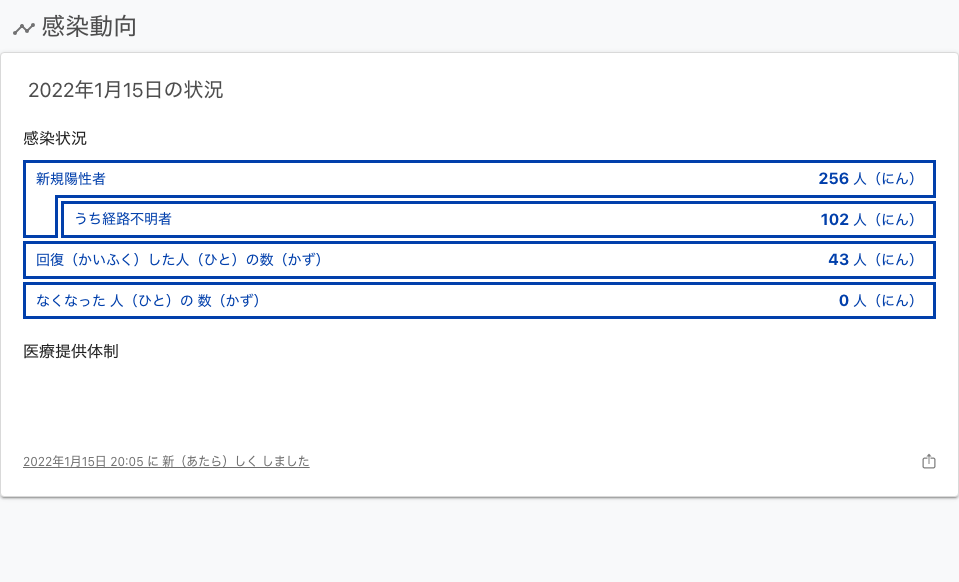 感染動向
2022年1月15日の状況
感染状況
新規陽性者 256 人（にん）
うち経路不明者 102 人（にん）
回復（かいふく）した人（ひと）の数（かず） 43 人（にん）
なくなった 人（ひと）の 数（かず） 0 人（にん）
医療提供体制
2022年1月15日 20:05 に 新（あたら）しく しました